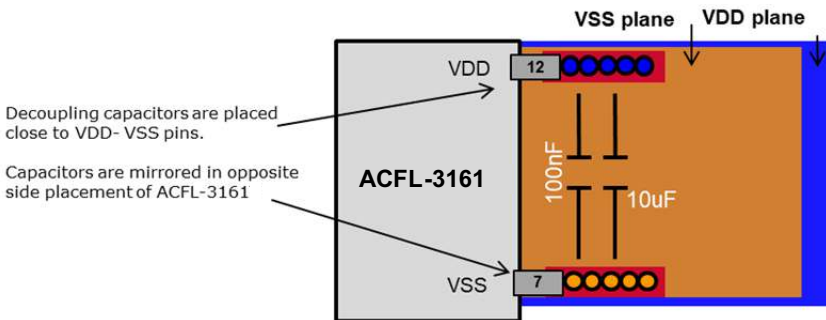 VSS plane VDD plane
VDD 12
Decoupling capacitors are placed
close to VDD- VSS pins.
Capacitors are mirrored in opposite
side placement of ACFL-3161
ACFL-3161
100nF
10uF
VSS 7